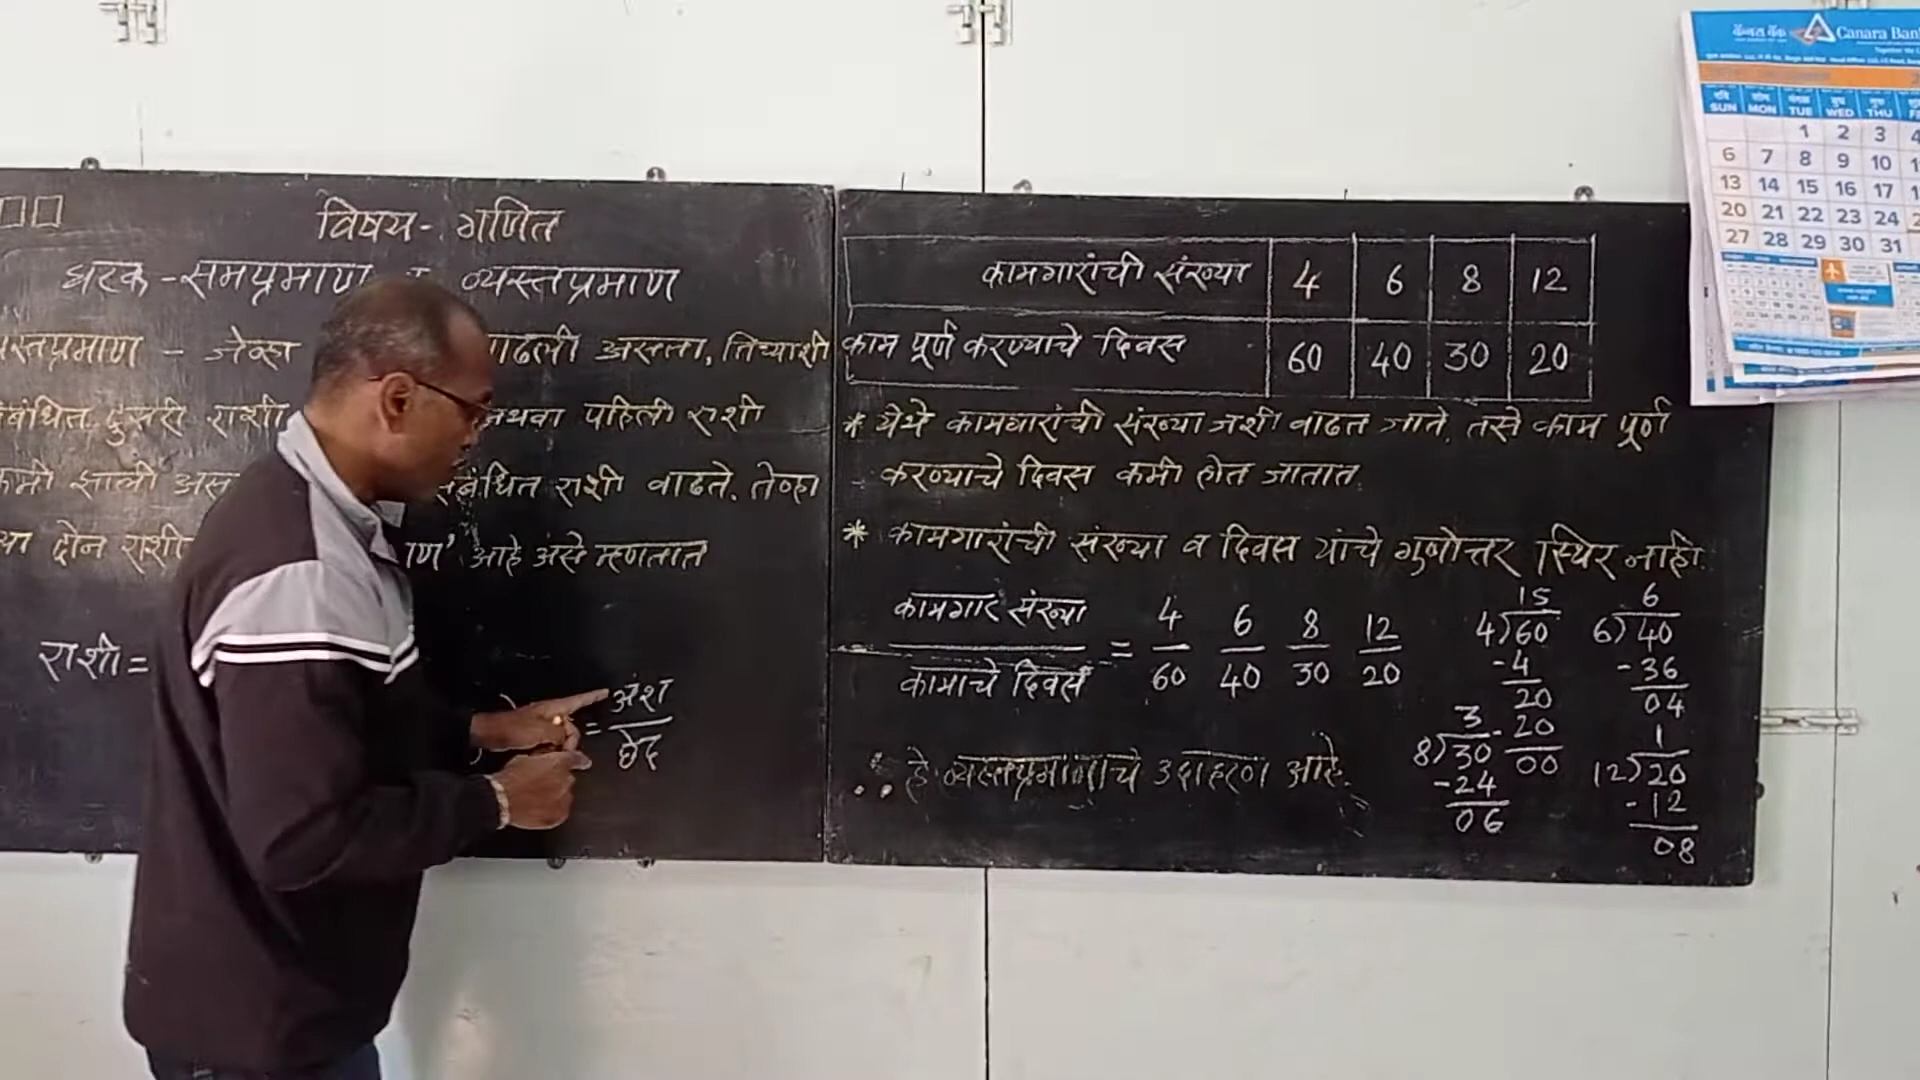 विषय- गणित
घटक -समप्रमाण व्यस्तप्रमाण
व्यस्तप्रमाण - जेव्हा वाढली असता, तिच्याशी
संबंधित दुसरी राशी अथवा पहिली राशी
कमी झाली असता संबंधित राशी वाढते. तेव्हा
या दोन राशी आहे असे म्हणतात
राशी =
= अंश
छेद
कामगारांची संख्या 4 6 8 12
काम पूर्ण करण्याचे दिवस 60 40 30 20
* येथे कामगारांची संख्या जशी वाढत जाते, तसे काम पूर्ण
करण्याचे दिवस कमी होत जातात.
* कामगारांची संख्या व दिवस यांचे गुणोत्तर स्थिर नाही.
कामगार संख्या = 4 6 8 12
कामाचे दिवस 60 40 30 20
∴ हे व्यस्तप्रमाणाचे उदाहरण आहे.
15
4)60
-4
20
-20
00
6
6)40
-36
04
3
8)30
-24
06
1
12)20
-12
08
केनरा बैंक Canara Bank
SUN MON TUE WED THU
1 2 3 4
6 7 8 9 10
13 14 15 16 17
20 21 22 23 24
27 28 29 30 31